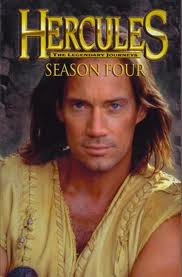 HERCULES
THE LEGENDARY JOURNEYS
SEASON FOUR